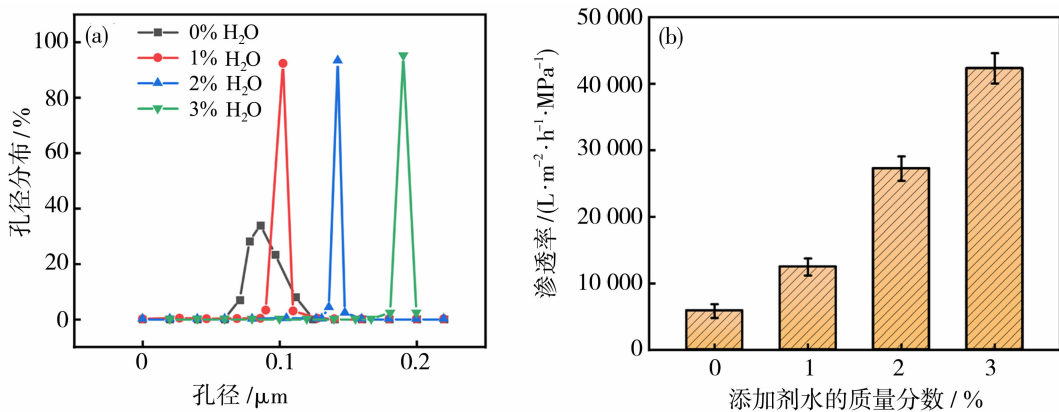 (a)
0% H₂O
1% H₂O
2% H₂O
3% H₂O
100
80
60
40
20
0
孔径分布/%
0 0.1 0.2
孔径/μm
(b)
50 000
40 000
30 000
20 000
10 000
0
渗透率/(L·m⁻²·h⁻¹·MPa⁻¹)
0 1 2 3
添加剂水的质量分数/%